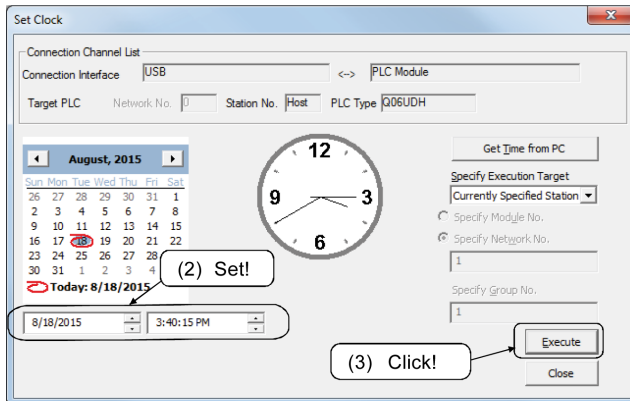 Set Clock
Connection Channel List
Connection Interface USB <--> PLC Module
Target PLC Network No. 0 Station No. Host PLC Type Q06UDH
August, 2015
Sun Mon Tue Wed Thu Fri Sat
26 27 28 29 30 31 1
2 3 4 5 6 7 8
9 10 11 12 13 14 15
16 17 18 19 20 21 22
23 24 25 26 27 28
30 31 1 2 3 4
Today: 8/18/2015
8/18/2015 3:40:15 PM
(2) Set!
12
3
6
9
Get Time from PC
Specify Execution Target
Currently Specified Station
Specify Module No.
Specify Network No.
1
Specify Group No.
1
Execute
(3) Click!
Close